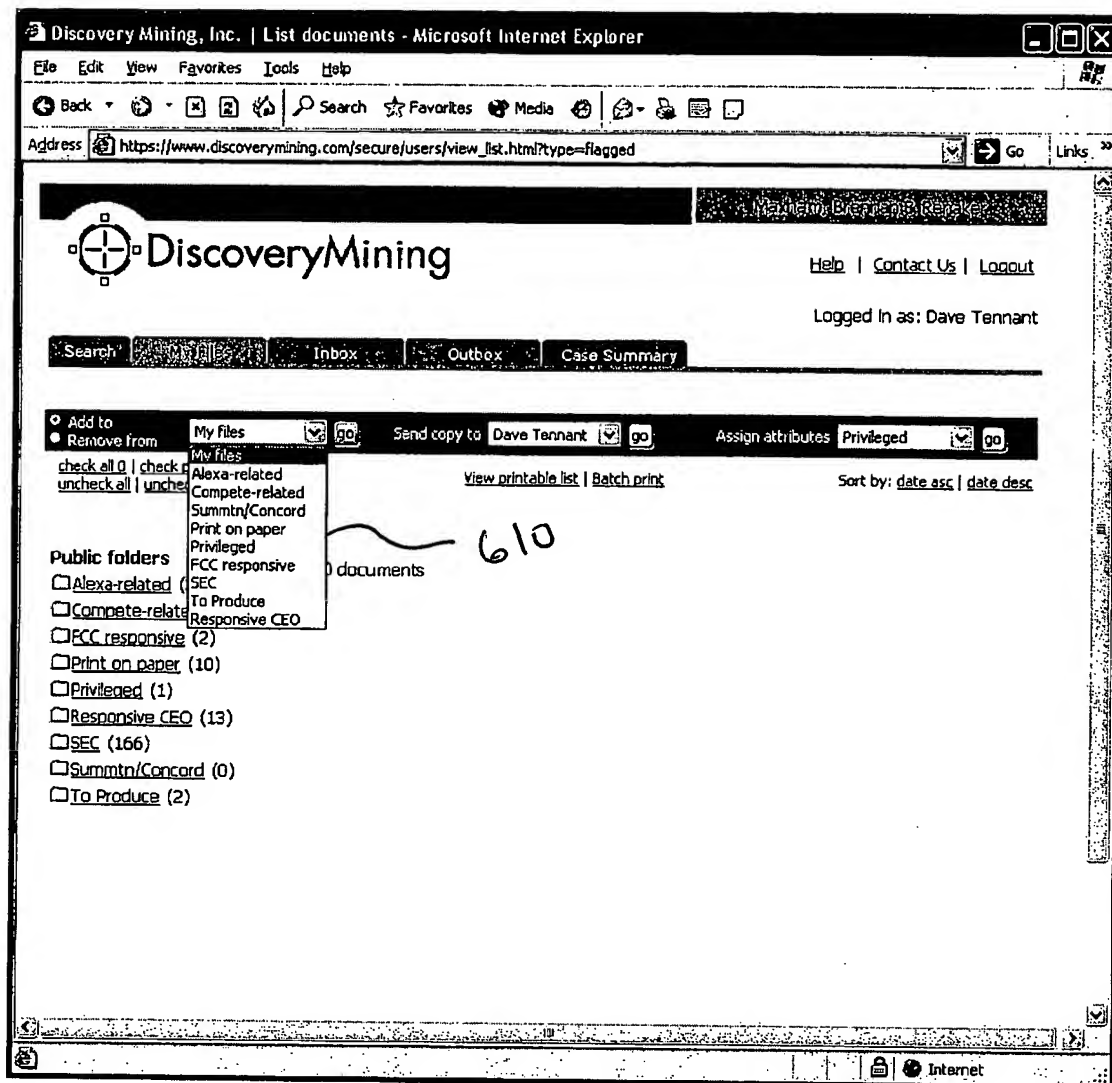 Discovery Mining, Inc. | List documents - Microsoft Internet Explorer
File Edit View Favorites Tools Help
Back Search Favorites Media
Address https://www.discoverymining.com/secure/users/view_list.html?type=flagged Go Links »
DiscoveryMining
Help | Contact Us | Logout
Logged in as: Dave Tennant
Search My Files Inbox Outbox Case Summary
Add to
Remove from My files go Send copy to Dave Tennant go Assign attributes Privileged go
check all 0 | check
uncheck all | View printable list | Batch print Sort by: date asc | date desc
My files
Alexa-related
Compete-related
Summtn/Concord
Print on paper
Privileged
FCC responsive
SEC
To Produce
Responsive CEO
610
documents
Public folders
Alexa-related (
Compete-relate
FCC responsive (2)
Print on paper (10)
Privileged (1)
Responsive CEO (13)
SEC (166)
Summtn/Concord (0)
To Produce (2)
Internet